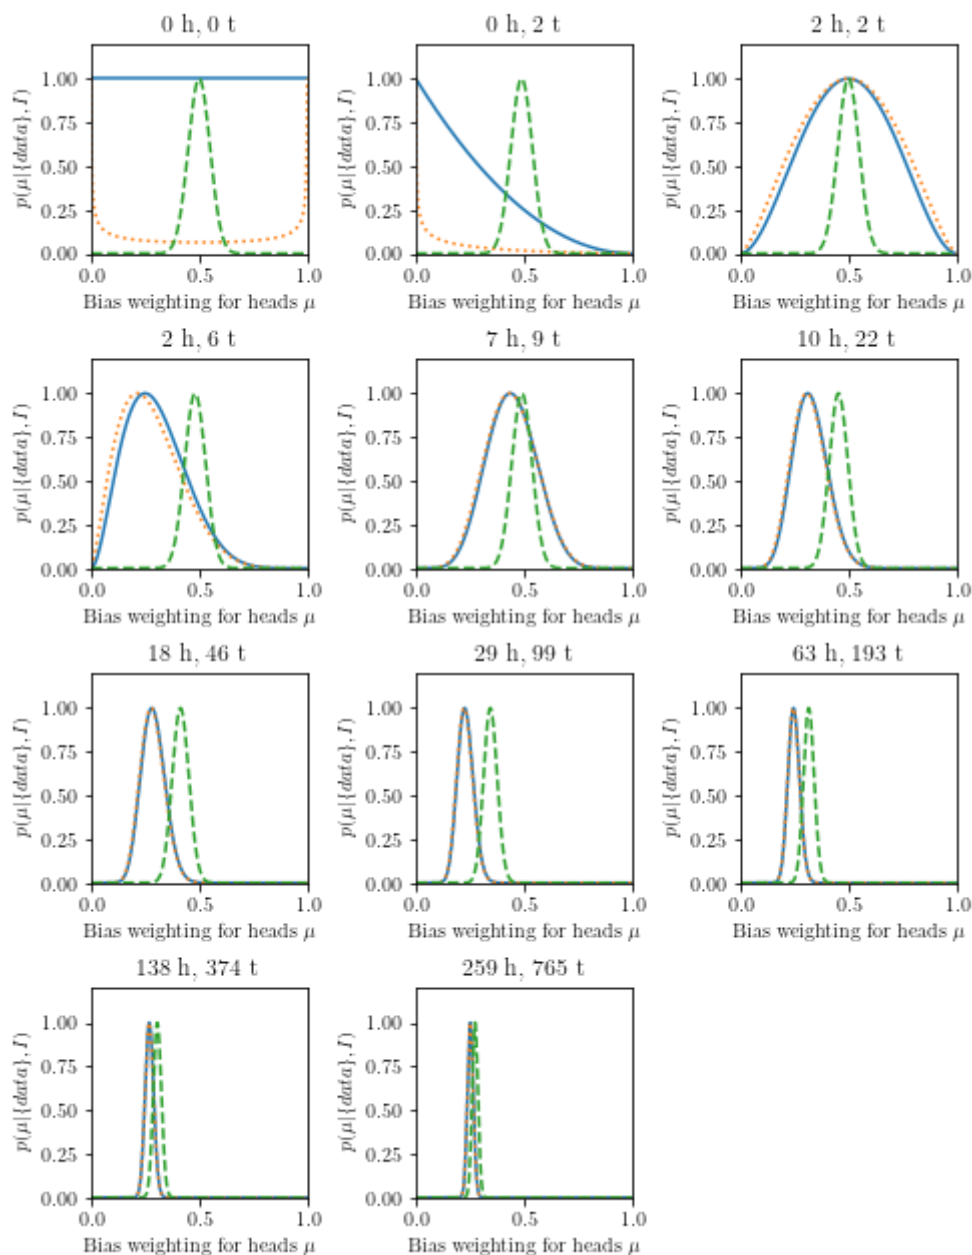 0 h, 0 t
p(μ|{data}, I)
1.00
0.75
0.50
0.25
0.00
0.0 0.5 1.0
Bias weighting for heads μ
0 h, 2 t
p(μ|{data}, I)
1.00
0.75
0.50
0.25
0.00
0.0 0.5 1.0
Bias weighting for heads μ
2 h, 2 t
p(μ|{data}, I)
1.00
0.75
0.50
0.25
0.00
0.0 0.5 1.0
Bias weighting for heads μ
2 h, 6 t
p(μ|{data}, I)
1.00
0.75
0.50
0.25
0.00
0.0 0.5 1.0
Bias weighting for heads μ
7 h, 9 t
p(μ|{data}, I)
1.00
0.75
0.50
0.25
0.00
0.0 0.5 1.0
Bias weighting for heads μ
10 h, 22 t
p(μ|{data}, I)
1.00
0.75
0.50
0.25
0.00
0.0 0.5 1.0
Bias weighting for heads μ
18 h, 46 t
p(μ|{data}, I)
1.00
0.75
0.50
0.25
0.00
0.0 0.5 1.0
Bias weighting for heads μ
29 h, 99 t
p(μ|{data}, I)
1.00
0.75
0.50
0.25
0.00
0.0 0.5 1.0
Bias weighting for heads μ
63 h, 193 t
p(μ|{data}, I)
1.00
0.75
0.50
0.25
0.00
0.0 0.5 1.0
Bias weighting for heads μ
138 h, 374 t
p(μ|{data}, I)
1.00
0.75
0.50
0.25
0.00
0.0 0.5 1.0
Bias weighting for heads μ
259 h, 765 t
p(μ|{data}, I)
1.00
0.75
0.50
0.25
0.00
0.0 0.5 1.0
Bias weighting for heads μ